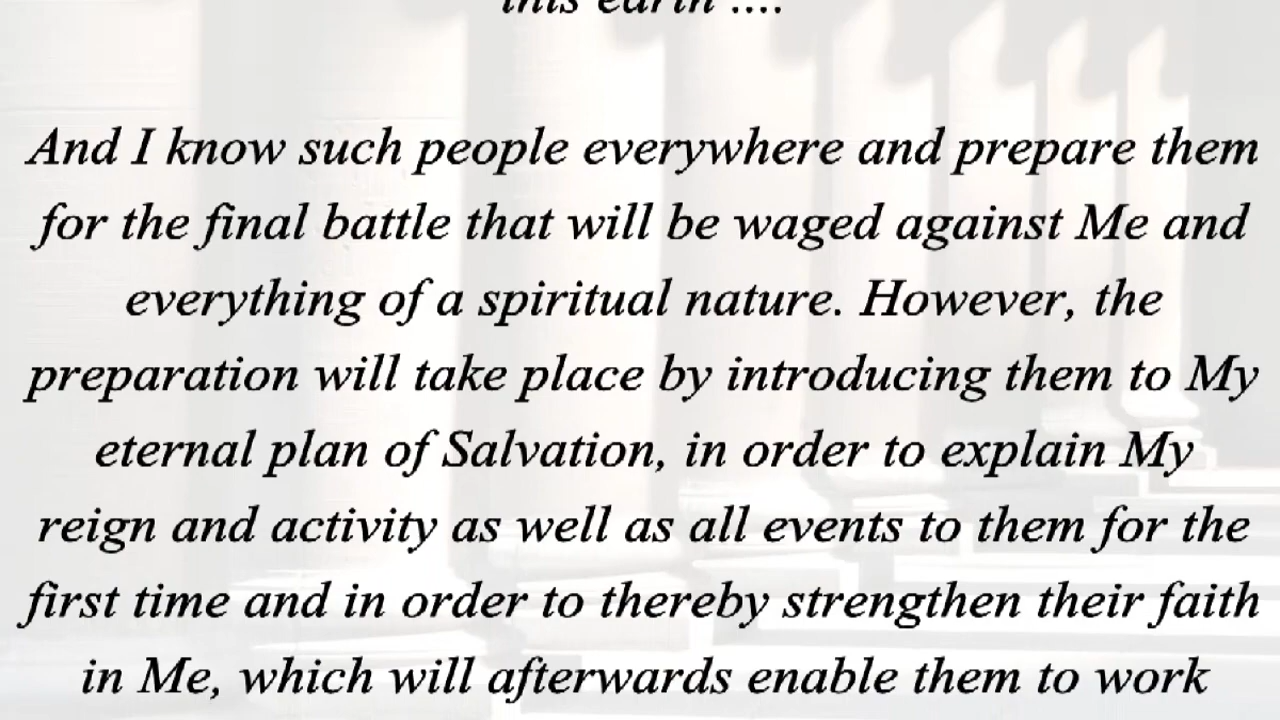 this earth ....
And I know such people everywhere and prepare them
for the final battle that will be waged against Me and
everything of a spiritual nature. However, the
preparation will take place by introducing them to My
eternal plan of Salvation, in order to explain My
reign and activity as well as all events to them for the
first time and in order to thereby strengthen their faith
in Me, which will afterwards enable them to work